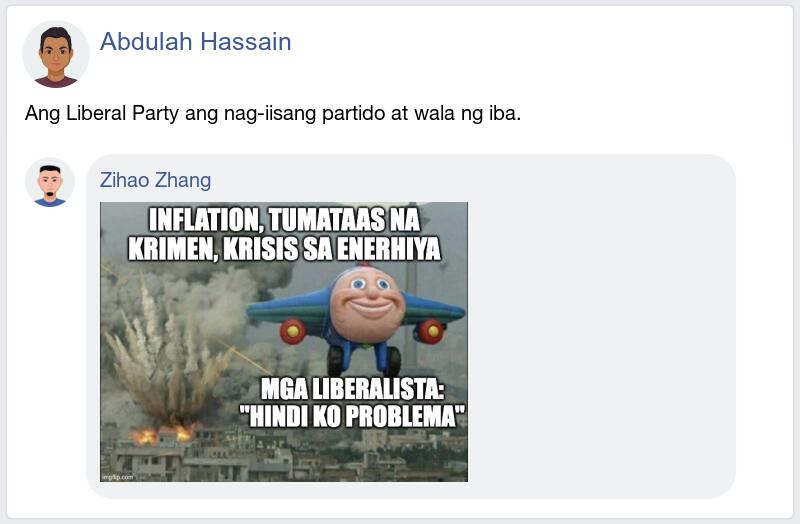 Abdulah Hassain
Ang Liberal Party ang nag-iisang partido at wala ng iba.
Zihao Zhang
INFLATION, TUMATAAS NA
KRIMEN, KRISIS SA ENERHIYA
MGA LIBERALISTA:
"HINDI KO PROBLEMA"
imgflip.com